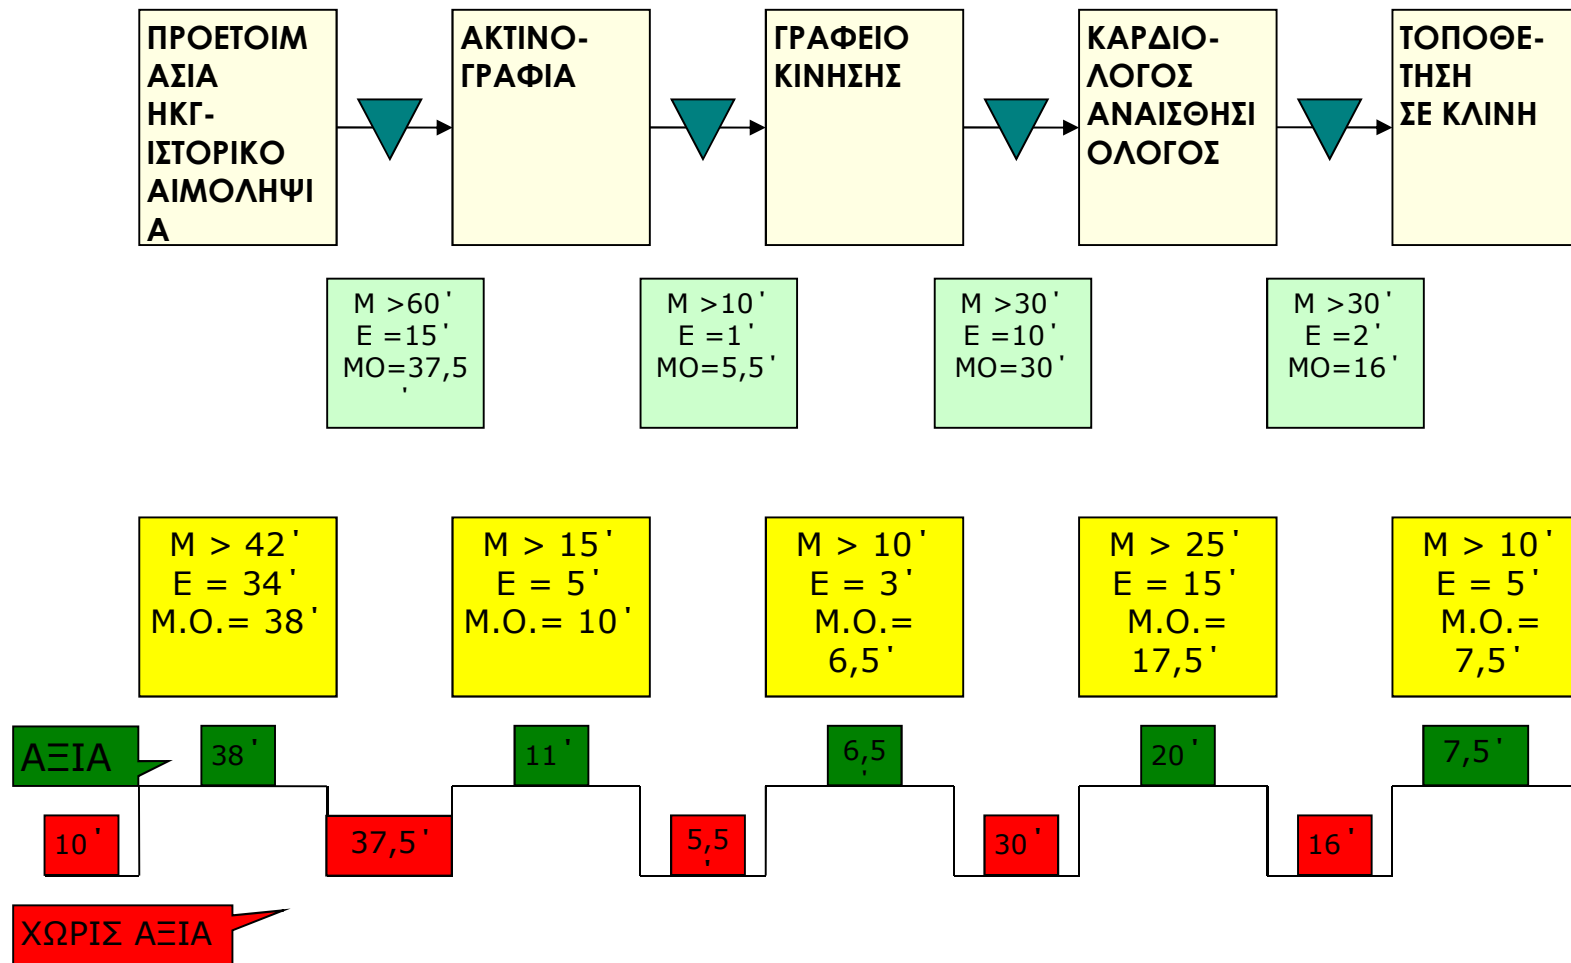 ΠΡΟΕΤΟΙΜ
ΑΣΙΑ
ΗΚΓ-
ΙΣΤΟΡΙΚΟ
ΑΙΜΟΛΗΨΙ
Α
ΑΚΤΙΝΟ-
ΓΡΑΦΙΑ
ΓΡΑΦΕΙΟ
ΚΙΝΗΣΗΣ
ΚΑΡΔΙΟ-
ΛΟΓΟΣ
ΑΝΑΙΣΘΗΣΙ
ΟΛΟΓΟΣ
ΤΟΠΟΘΕ-
ΤΗΣΗ
ΣΕ ΚΛΙΝΗ
Μ >60'
Ε =15'
ΜΟ=37,5
'
Μ >10'
Ε =1'
ΜΟ=5,5'
Μ >30'
Ε =10'
ΜΟ=30'
Μ >30'
Ε =2'
ΜΟ=16'
Μ > 42'
Ε = 34'
Μ.Ο.= 38'
Μ > 15'
Ε = 5'
Μ.Ο.= 10'
Μ > 10'
Ε = 3'
Μ.Ο.=
6,5'
Μ > 25'
Ε = 15'
Μ.Ο.=
17,5'
Μ > 10'
Ε = 5'
Μ.Ο.=
7,5'
ΑΞΙΑ
38'
11'
6,5
'
20'
7,5'
10'
37,5'
5,5
'
30'
16'
ΧΩΡΙΣ ΑΞΙΑ